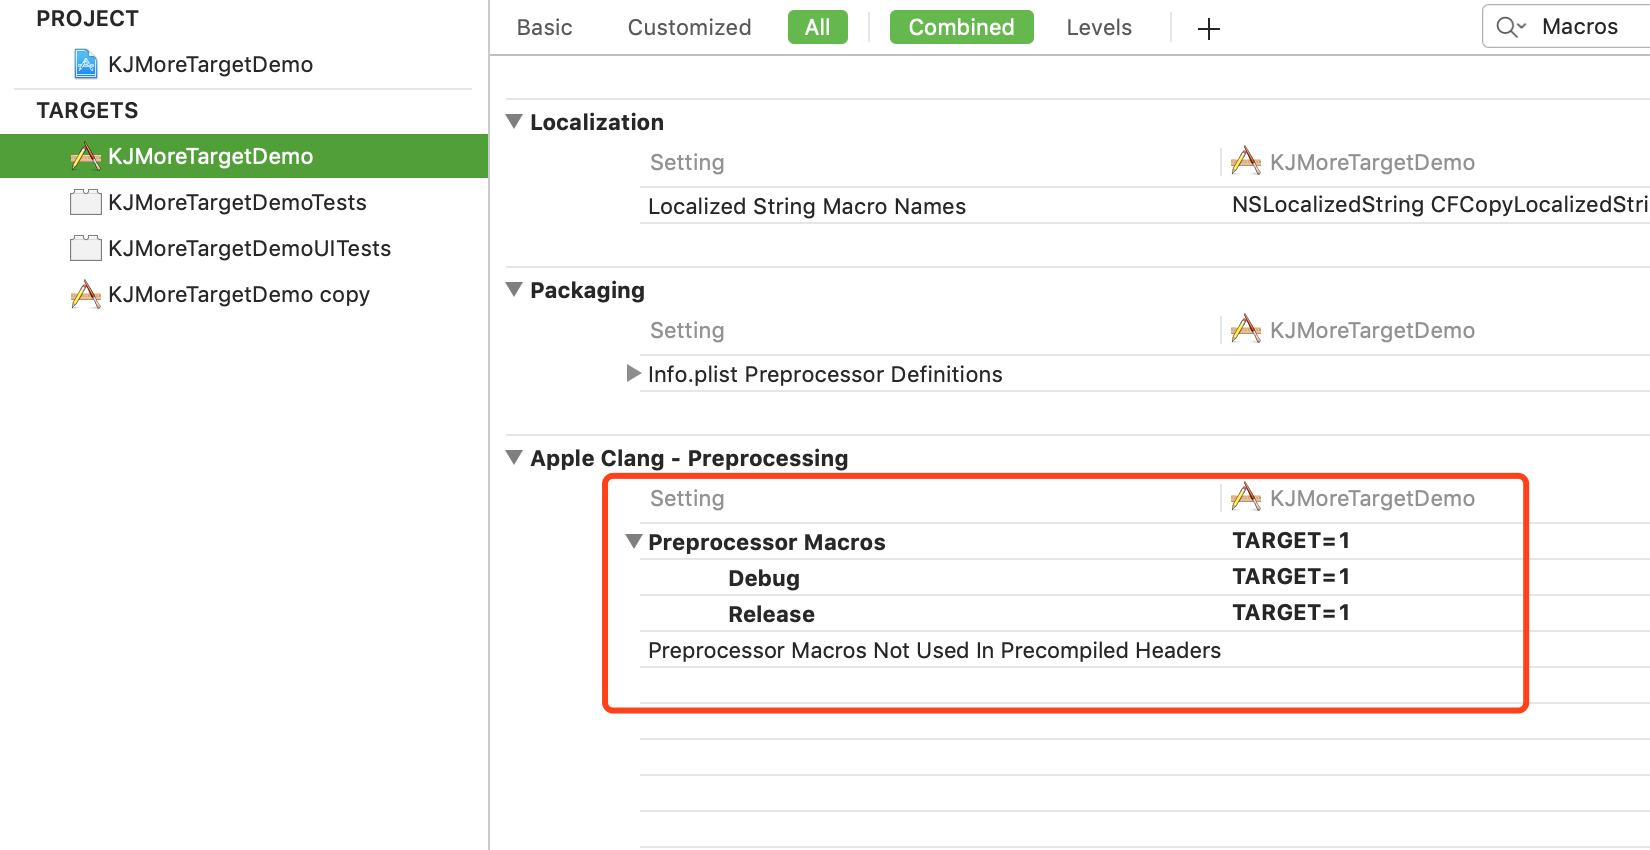 PROJECT
KJMoreTargetDemo
TARGETS
KJMoreTargetDemo
KJMoreTargetDemoTests
KJMoreTargetDemoUITests
KJMoreTargetDemo copy
Basic Customized All Combined Levels + Macros
Localization
Setting KJMoreTargetDemo
Localized String Macro Names NSLocalizedString CFCopyLocalizedStri
Packaging
Setting KJMoreTargetDemo
Info.plist Preprocessor Definitions
Apple Clang - Preprocessing
Setting KJMoreTargetDemo
Preprocessor Macros TARGET=1
Debug TARGET=1
Release TARGET=1
Preprocessor Macros Not Used In Precompiled Headers